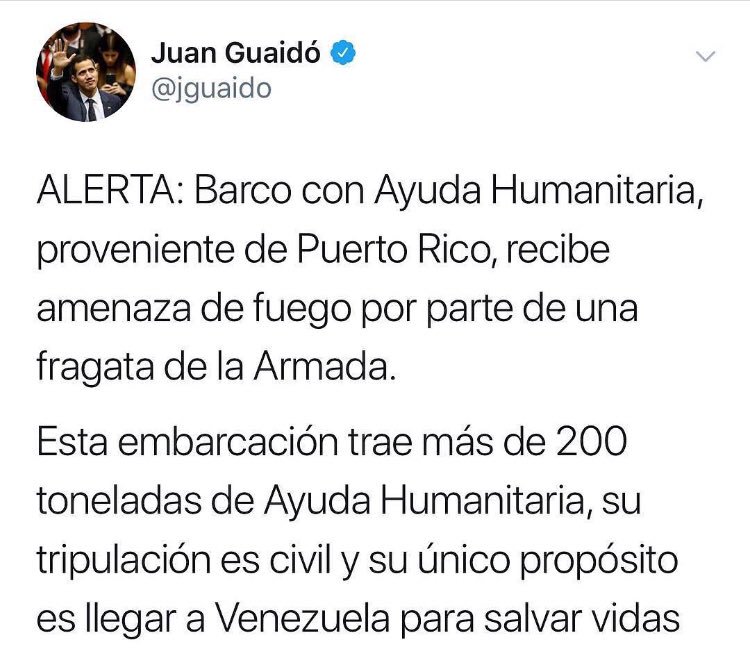 Juan Guaidó
@jguaido
ALERTA: Barco con Ayuda Humanitaria,
proveniente de Puerto Rico, recibe
amenaza de fuego por parte de una
fragata de la Armada.
Esta embarcación trae más de 200
toneladas de Ayuda Humanitaria, su
tripulación es civil y su único propósito
es llegar a Venezuela para salvar vidas